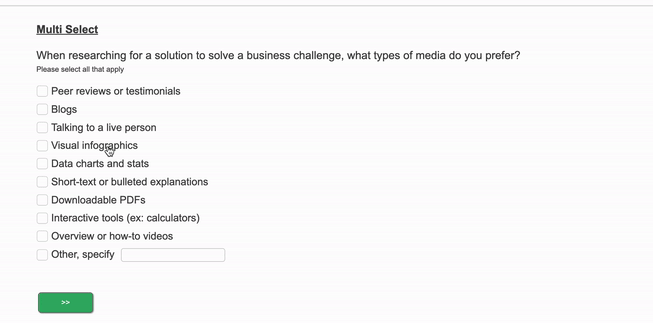 Multi Select
When researching for a solution to solve a business challenge, what types of media do you prefer?
Please select all that apply
Peer reviews or testimonials
Blogs
Talking to a live person
Visual infographics
Data charts and stats
Short-text or bulleted explanations
Downloadable PDFs
Interactive tools (ex: calculators)
Overview or how-to videos
Other, specify
>>